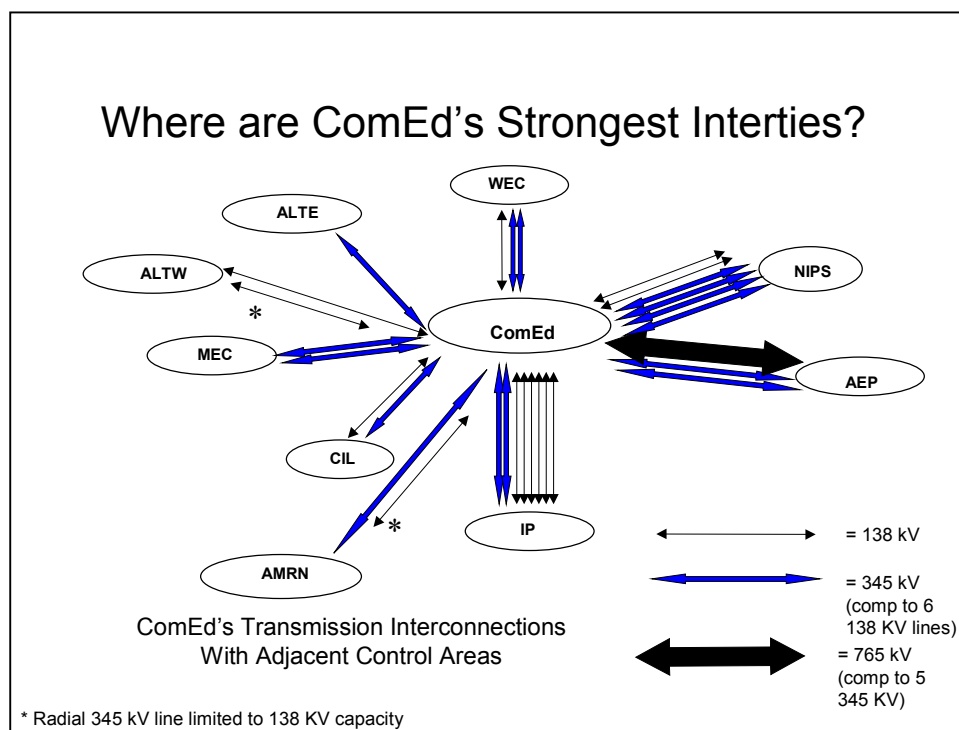 Where are ComEd's Strongest Interties?
WEC
ALTE
ALTW
NIPS
*
ComEd
MEC
AEP
CIL
*
IP
AMRN
= 138 kV
= 345 kV
(comp to 6
138 KV lines)
= 765 kV
(comp to 5
345 KV)
ComEd's Transmission Interconnections
With Adjacent Control Areas
* Radial 345 kV line limited to 138 KV capacity